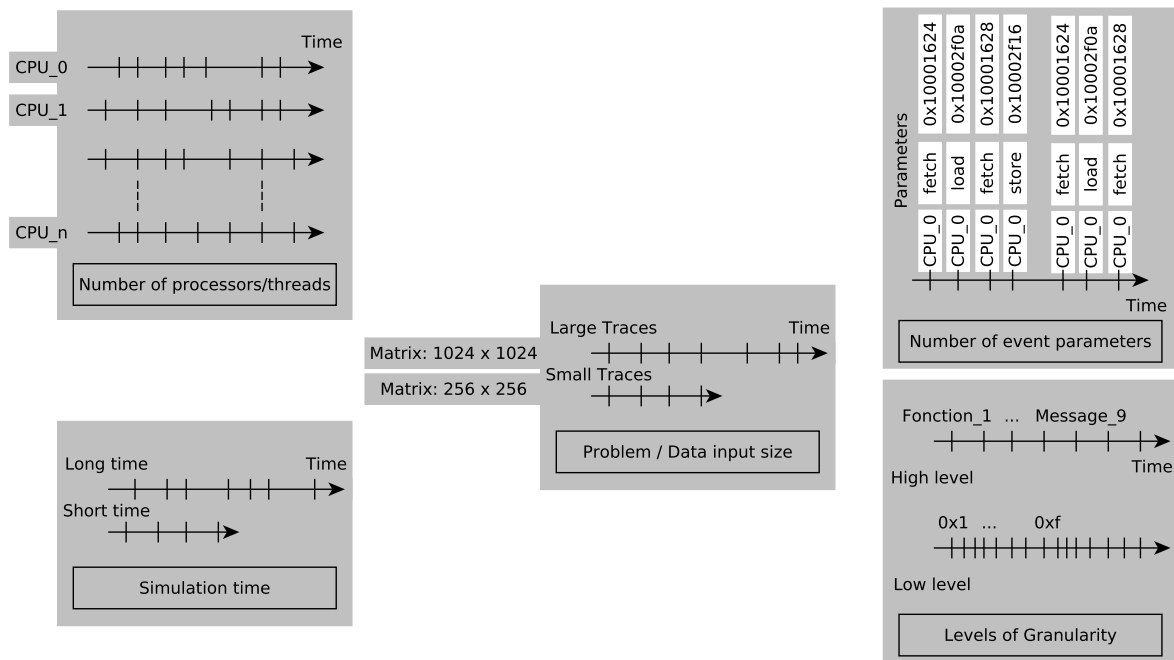 Time
CPU_0
CPU_1
CPU_n
Number of processors/threads
Large Traces
Time
Matrix: 1024 x 1024
Small Traces
Matrix: 256 x 256
Problem / Data input size
Long time
Time
Short time
Simulation time
Parameters
CPU_0 fetch 0x10001624
CPU_0 load 0x10002f0a
CPU_0 fetch 0x10001628
CPU_0 store 0x10002f16
CPU_0 fetch 0x10001624
CPU_0 load 0x10002f0a
CPU_0 fetch 0x10001628
Time
Number of event parameters
Fonction_1 ... Message_9
Time
High level
0x1 ... 0xf
Low level
Levels of Granularity